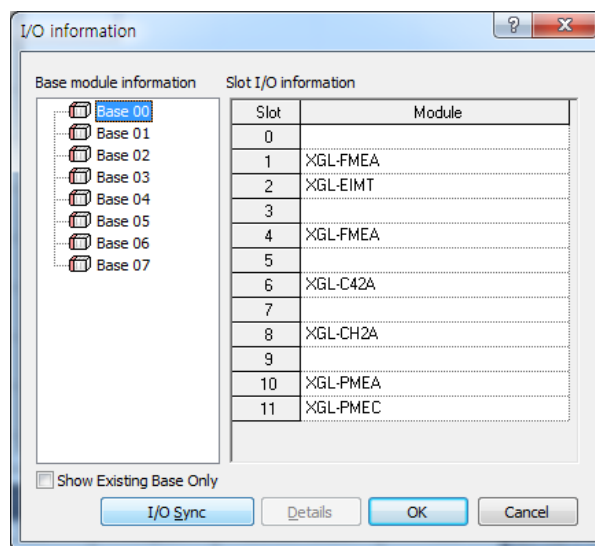 I/O information
Base module information
Slot I/O information
Base 00
Base 01
Base 02
Base 03
Base 04
Base 05
Base 06
Base 07
Slot Module
0
1 XGL-FMEA
2 XGL-EIMT
3
4 XGL-FMEA
5
6 XGL-C42A
7
8 XGL-CH2A
9
10 XGL-PMEA
11 XGL-PMEC
Show Existing Base Only
I/O Sync Details OK Cancel